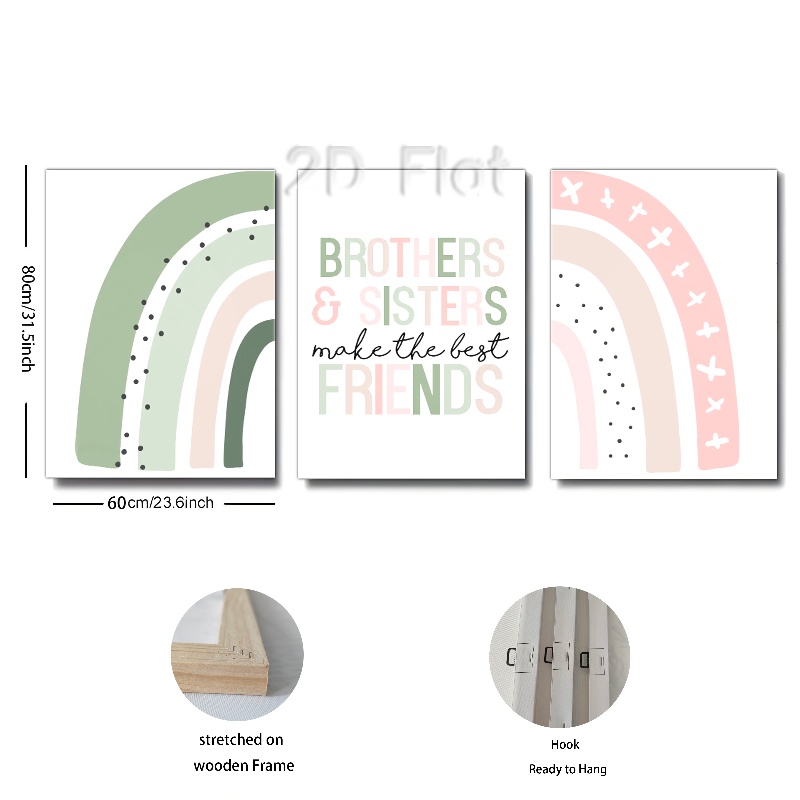 2D Flat
80cm/31.5inch
BROTHERS
& SISTERS
make the best
FRIENDS
60cm/23.6inch
stretched on
wooden Frame
Hook
Ready to Hang